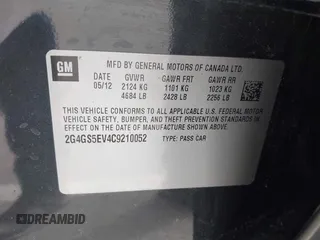 GM
MFD BY GENERAL MOTORS OF CANADA LTD.
DATE GVWR GAWR FRT GAWR RR
05/12 2124 KG 1101 KG 1023 KG
4684 LB 2428 LB 2256 LB
THIS VEHICLE CONFORMS TO ALL APPLICABLE U.S. FEDERAL MOTOR
VEHICLE SAFETY, BUMPER, AND THEFT PREVENTION STANDARDS IN
EFFECT ON THE DATE OF MANUFACTURE SHOWN ABOVE.
2G4GS5EV4C9210052 TYPE: PASS CAR
DREAMBID